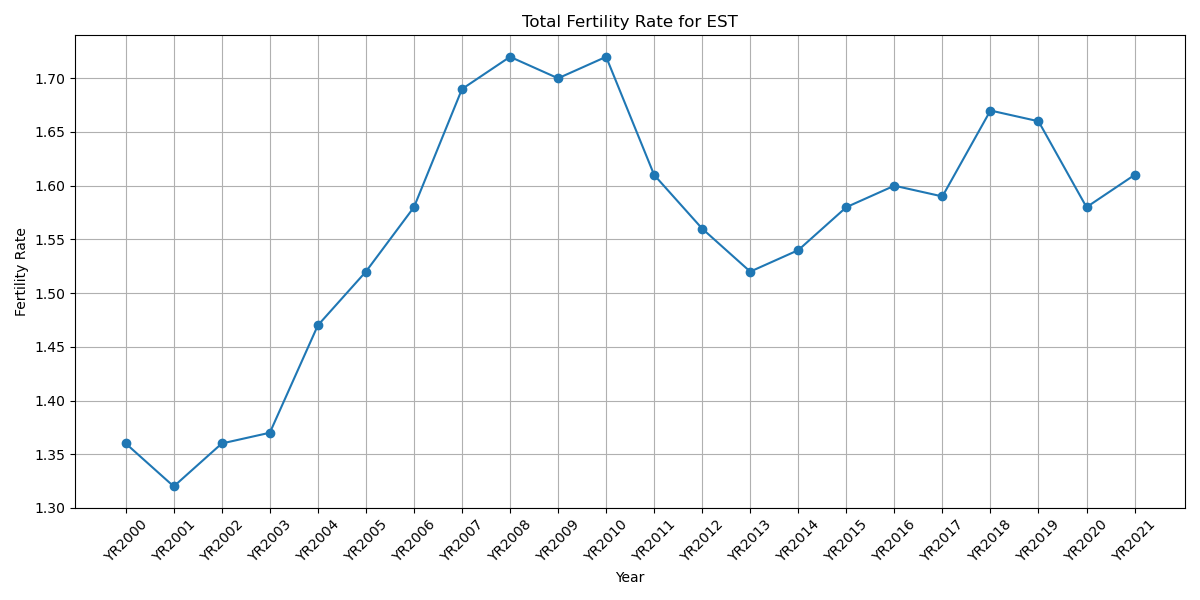 Total Fertility Rate for EST
Fertility Rate
1.70
1.65
1.60
1.55
1.50
1.45
1.40
1.35
1.30
YR2000
YR2001
YR2002
YR2003
YR2004
YR2005
YR2006
YR2007
YR2008
YR2009
YR2010
YR2011
YR2012
YR2013
YR2014
YR2015
YR2016
YR2017
YR2018
YR2019
YR2020
YR2021
Year